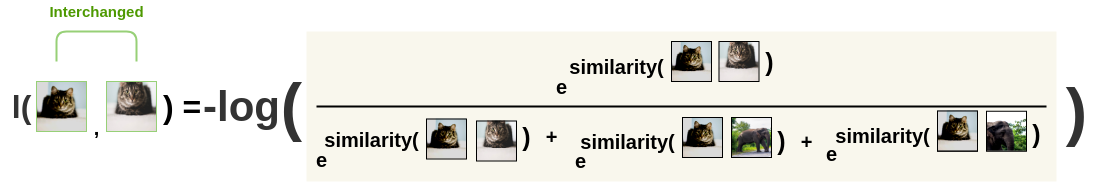 Interchanged
l( , ) =-log( e similarity( ) )
e similarity( ) + e similarity( ) + e similarity( )